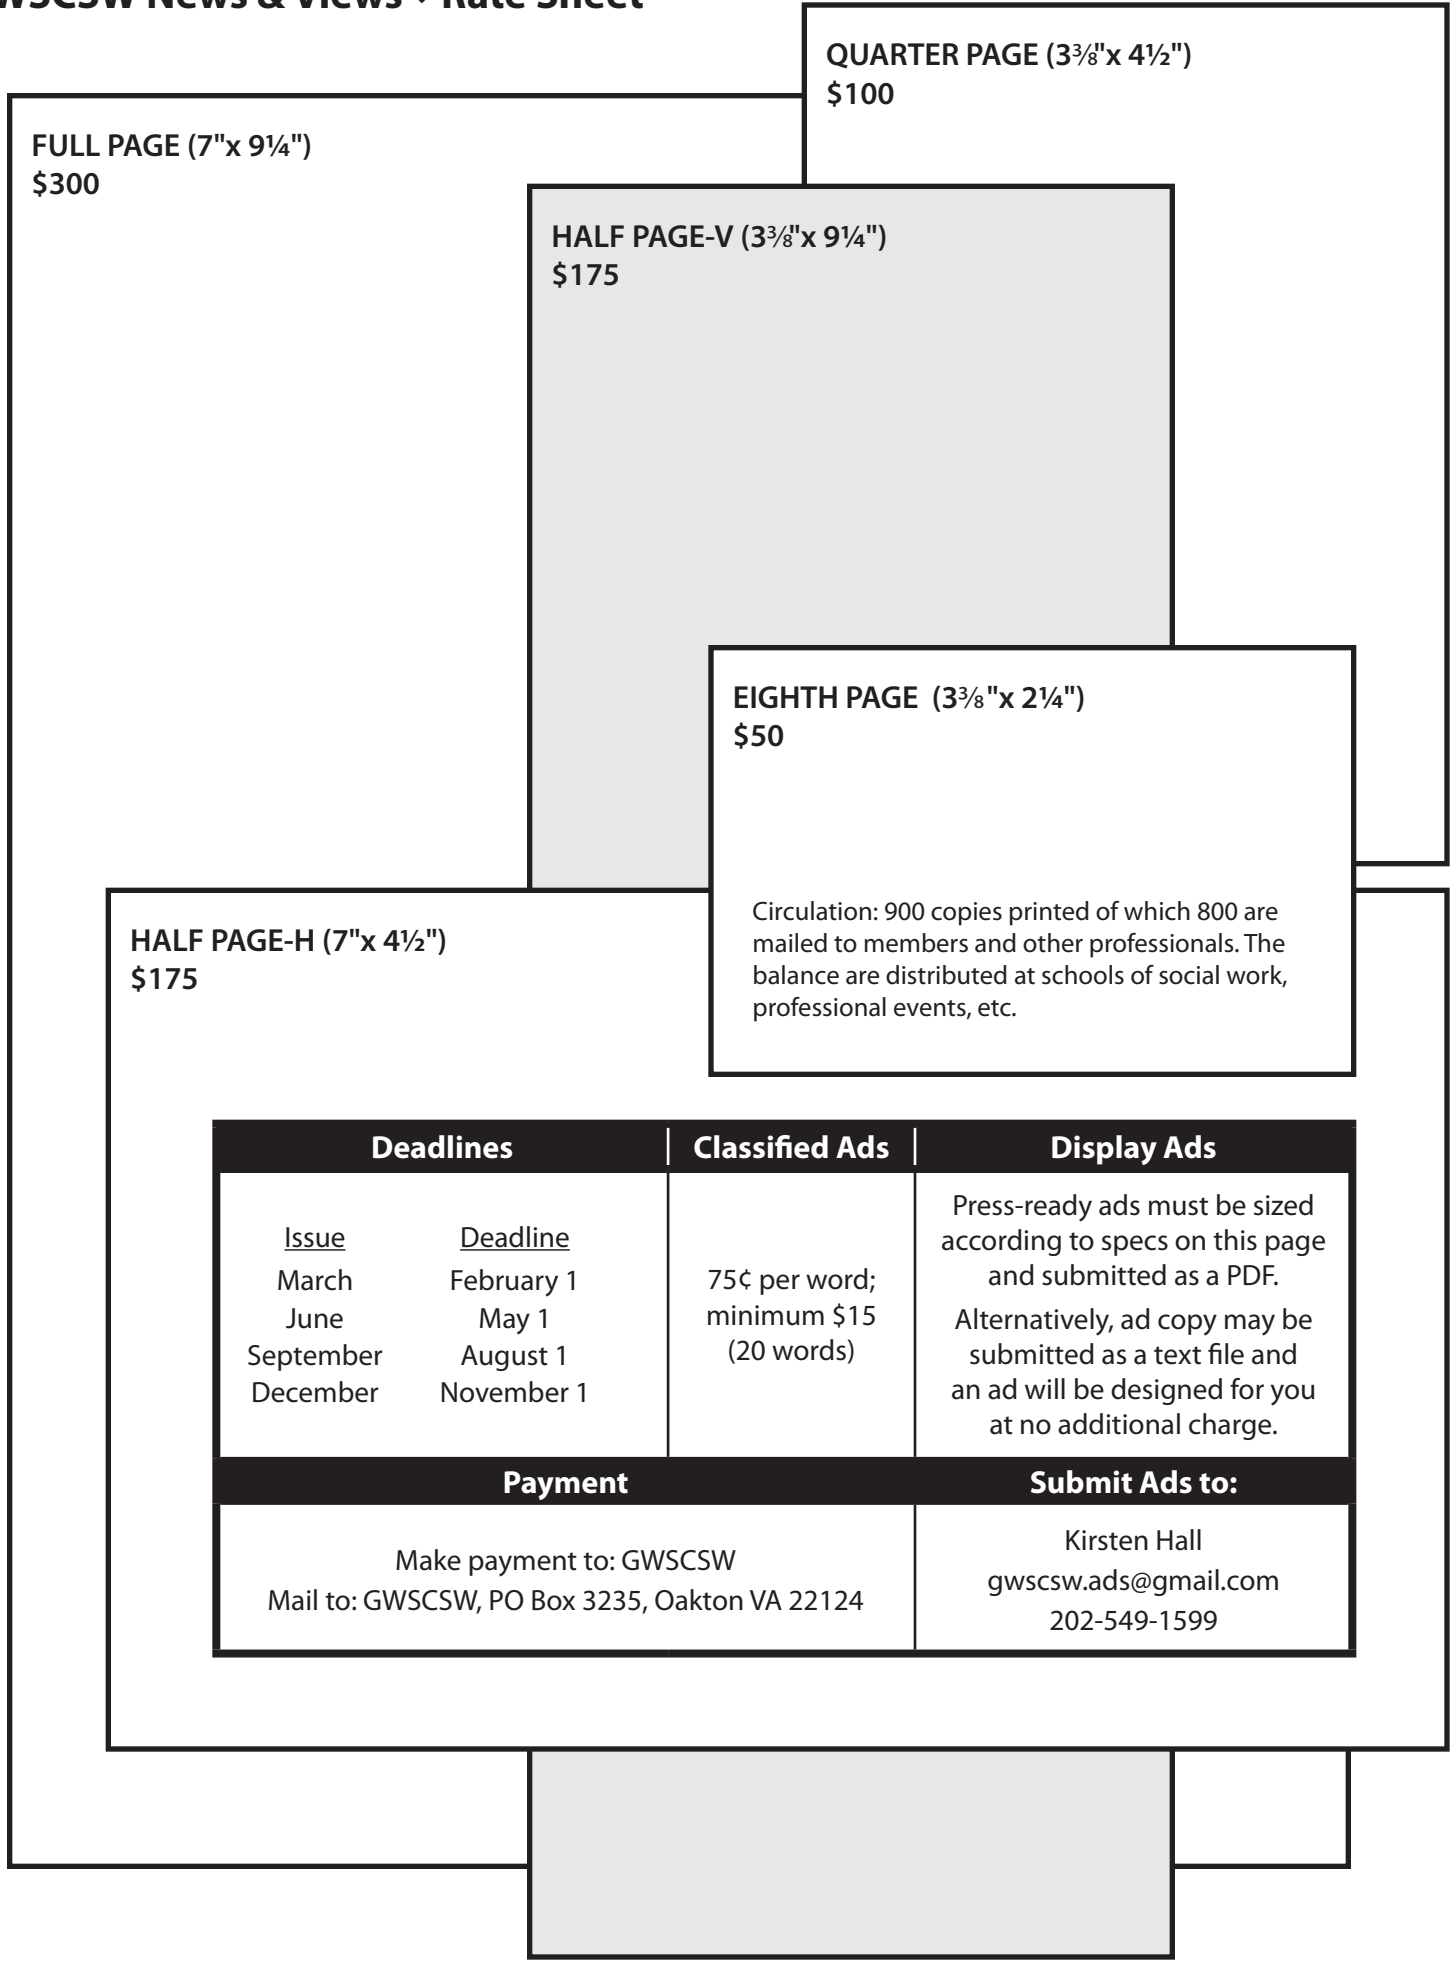 WSCSW News & Views • Rate Sheet
QUARTER PAGE (3⅜"x 4½")
$100
FULL PAGE (7"x 9¼")
$300
HALF PAGE-V (3⅜"x 9¼")
$175
EIGHTH PAGE (3⅜"x 2¼")
$50
Circulation: 900 copies printed of which 800 are
mailed to members and other professionals. The
balance are distributed at schools of social work,
professional events, etc.
HALF PAGE-H (7"x 4½")
$175
Deadlines
Issue Deadline
March February 1
June May 1
September August 1
December November 1
Classified Ads
75¢ per word;
minimum $15
(20 words)
Display Ads
Press-ready ads must be sized
according to specs on this page
and submitted as a PDF.
Alternatively, ad copy may be
submitted as a text file and
an ad will be designed for you
at no additional charge.
Payment
Make payment to: GWSCSW
Mail to: GWSCSW, PO Box 3235, Oakton VA 22124
Submit Ads to:
Kirsten Hall
gwscsw.ads@gmail.com
202-549-1599